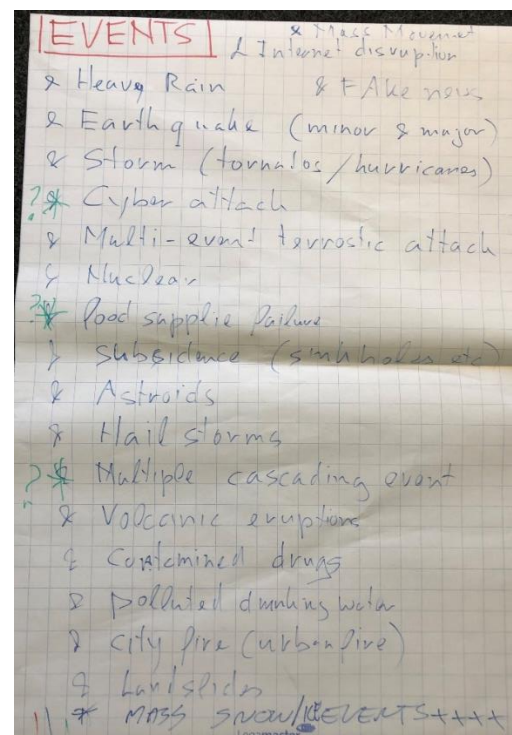 EVENTS
& Mass Movement
& Internet disruption
& Heavy Rain & FAke news
& Earthquake (minor & major)
& Storm (tornatos/hurricanes)
?* Cyber attack
& Multi-event terrostic attack
& Nuclear
?* food supplie failure
& Subsidence (sinkholes etc)
& Astroids
& Hail storms
?* Multiple cascading event
& Volcanic eruptions
& Contamined drugs
& polluted drinking water
& city fire (urban fire)
& Landslides
* MASS SNOW/ICE EVENTS++++